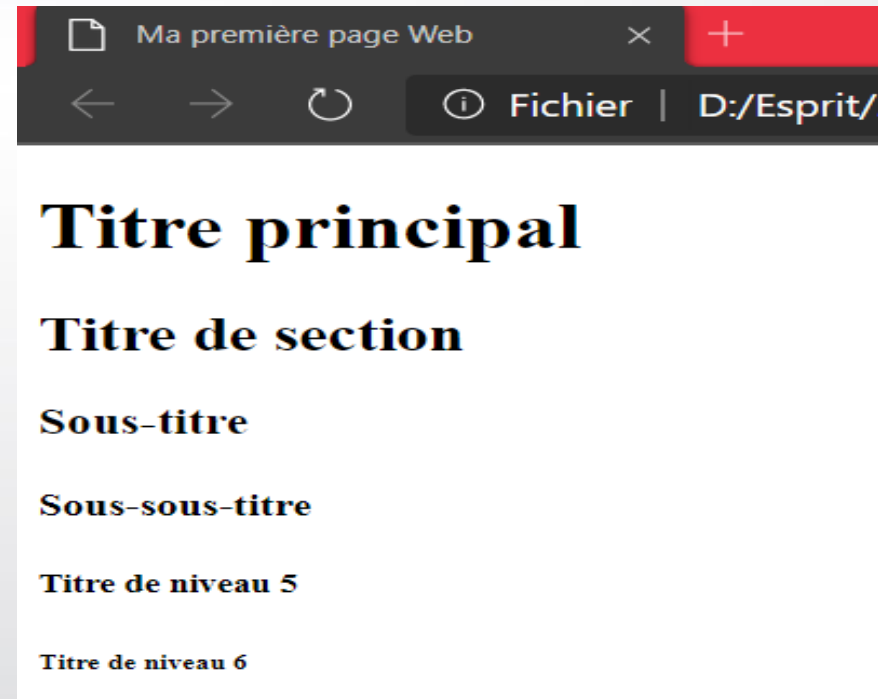 Ma première page Web
Fichier | D:/Esprit/
Titre principal
Titre de section
Sous-titre
Sous-sous-titre
Titre de niveau 5
Titre de niveau 6